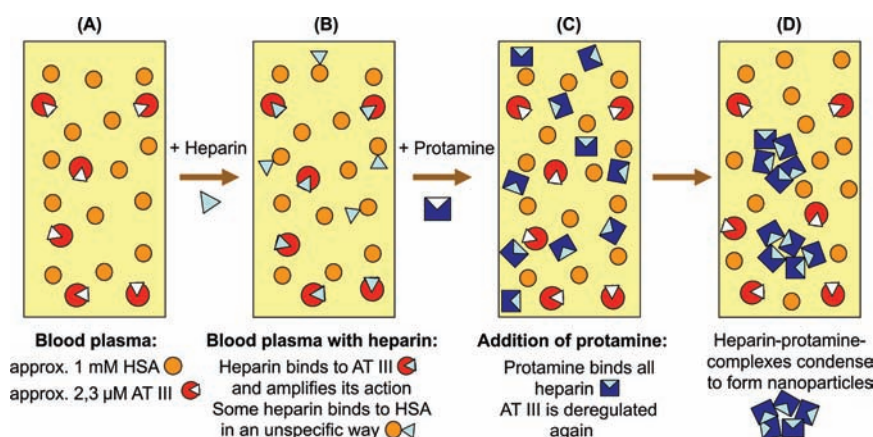 (A)
(B)
(C)
(D)
+ Heparin
+ Protamine
Blood plasma:
approx. 1 mM HSA
approx. 2,3 µM AT III
Blood plasma with heparin:
Heparin binds to AT III
and amplifies its action
Some heparin binds to HSA
in an unspecific way
Addition of protamine:
Protamine binds all
heparin
AT III is deregulated
again
Heparin-protamine-
complexes condense
to form nanoparticles